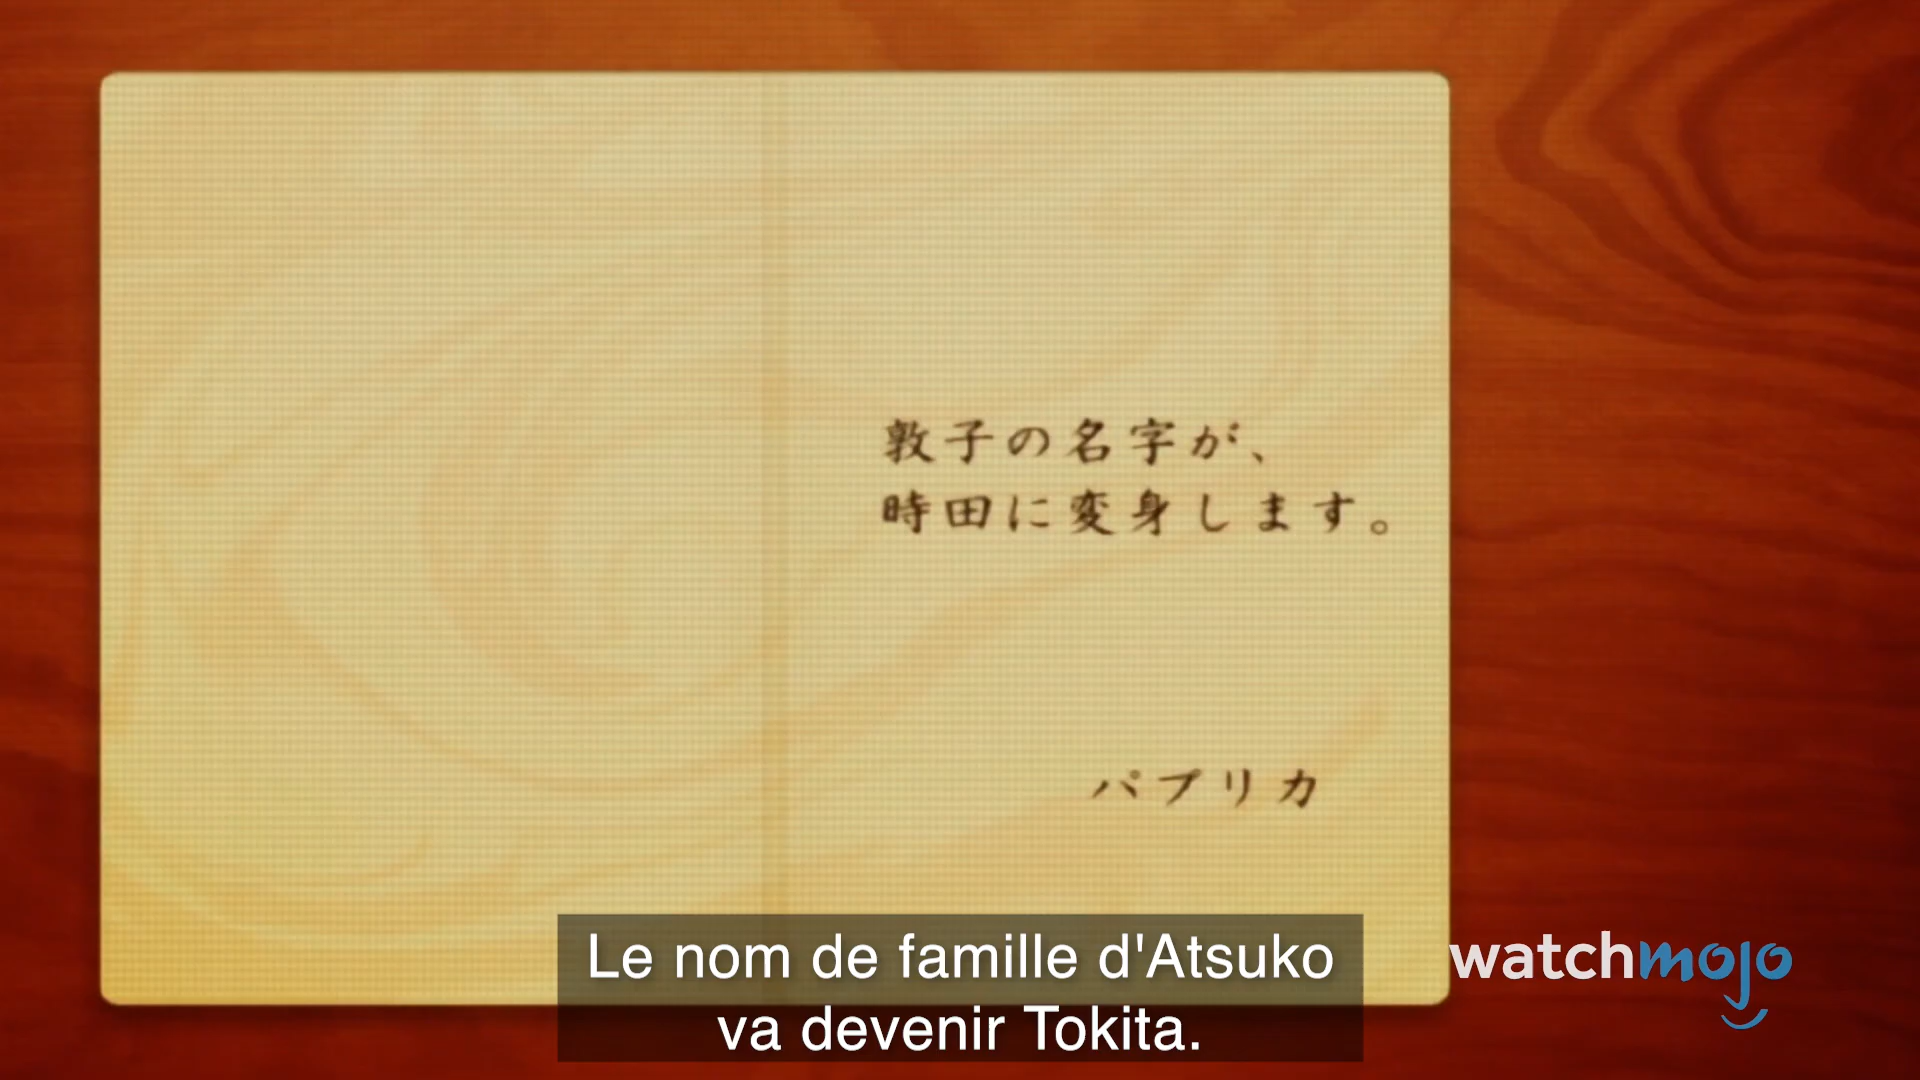 敦子の名字が、
時田に変身します。
パプリカ
Le nom de famille d'Atsuko
va devenir Tokita.
watchmojo